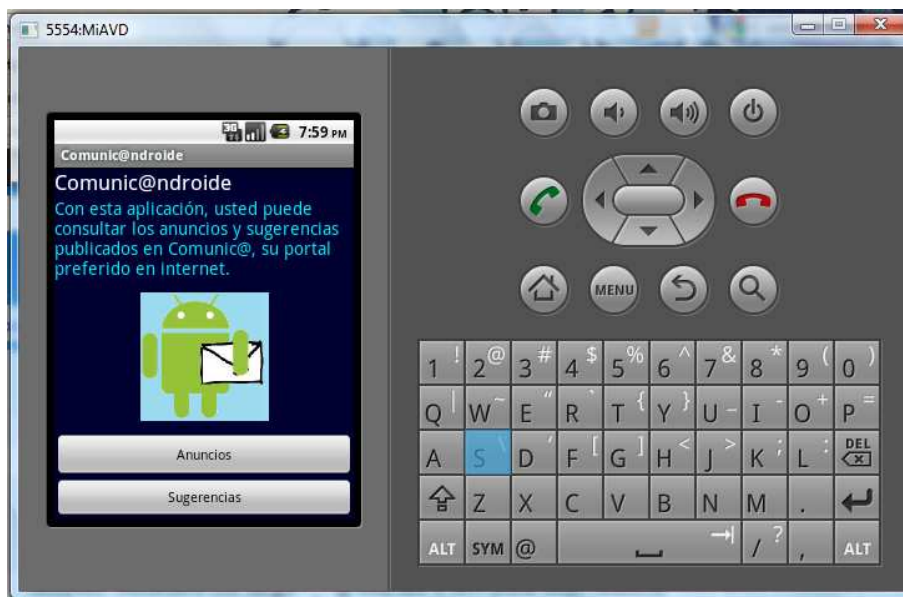 5554:MiAVD
3G
7:59 PM
Comunic@ndroide
Comunic@ndroide
Con esta aplicación, usted puede
consultar los anuncios y sugerencias
publicados en Comunic@, su portal
preferido en internet.
Anuncios
Sugerencias
MENU
1 ! 2 @ 3 # 4 $ 5 % 6 ^ 7 & 8 * 9 ( 0 )
Q | W ~ E " R ` T { Y } U _ I - O + P =
A S \ D ' F [ G ] H < J > K ; L : DEL
Z X C V B N M .
ALT SYM @ / ? , ALT